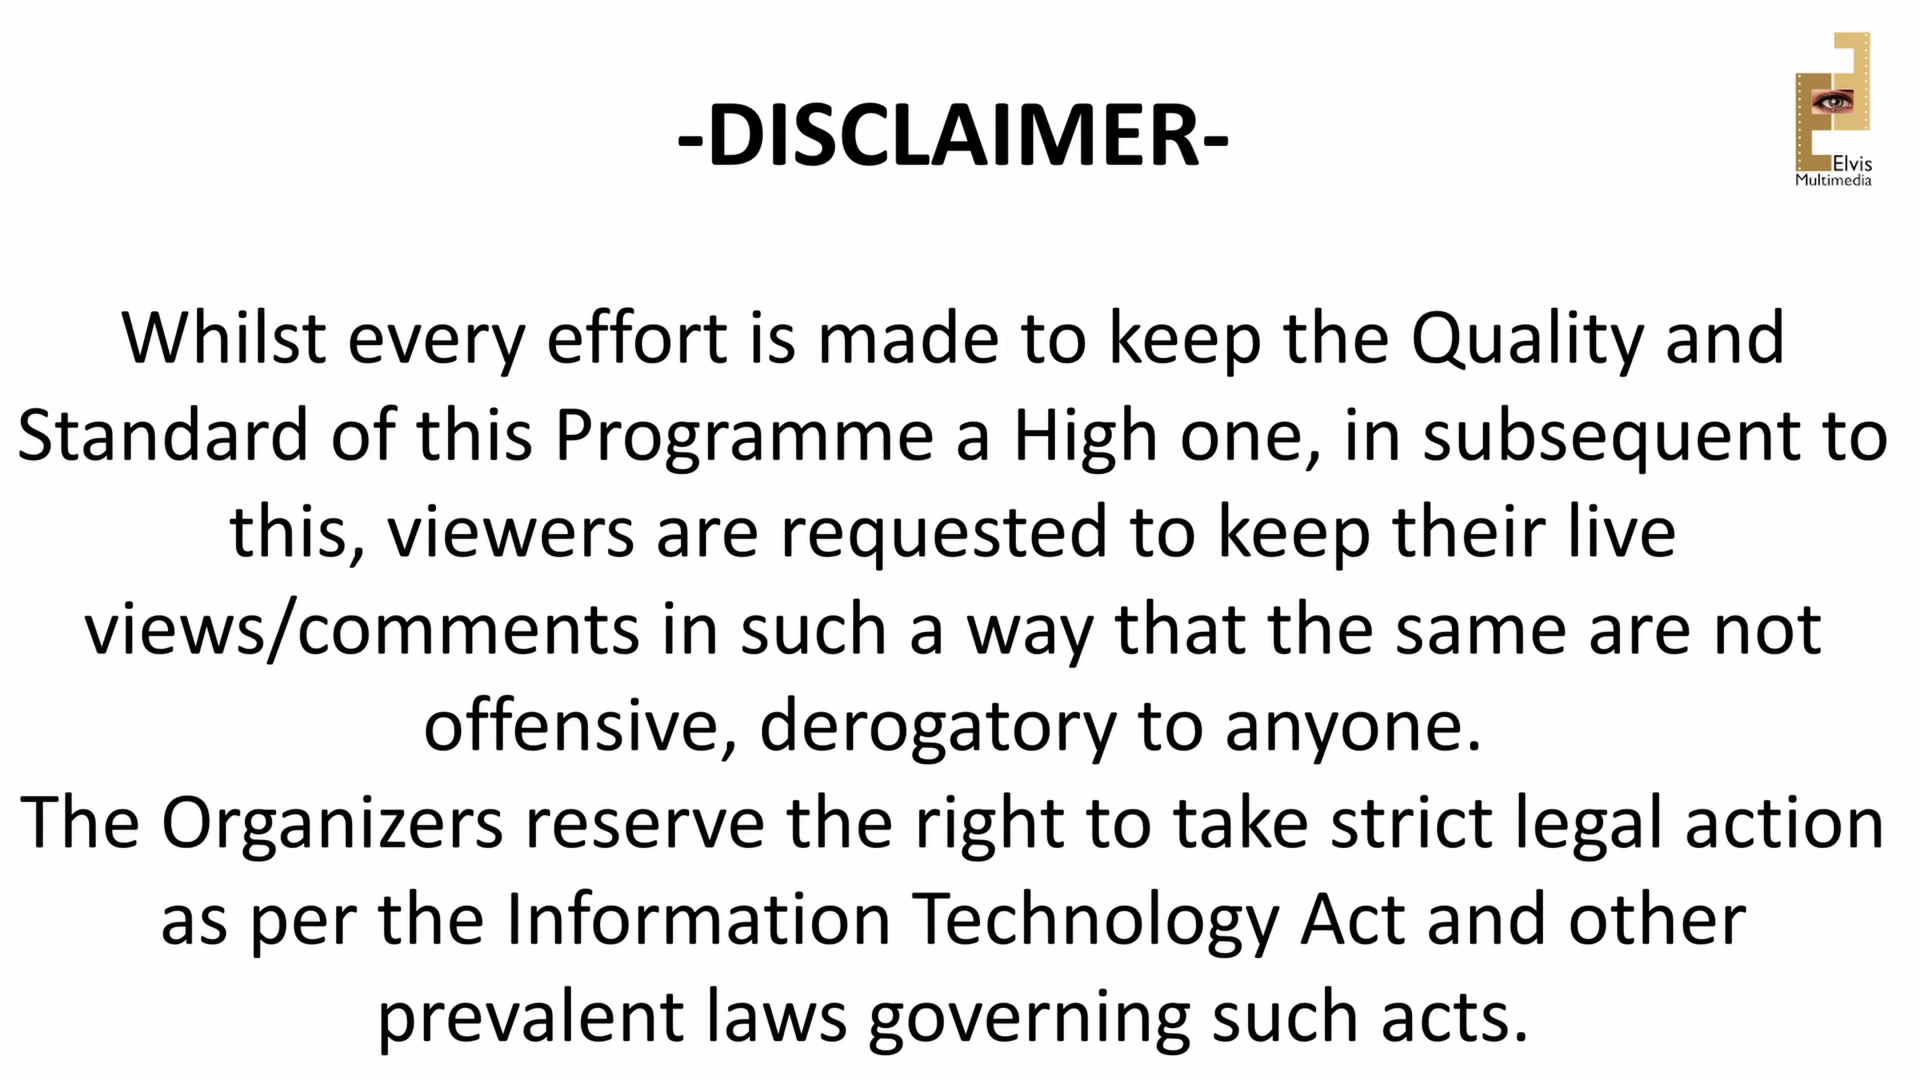 -DISCLAIMER-
Elvis
Multimedia
Whilst every effort is made to keep the Quality and
Standard of this Programme a High one, in subsequent to
this, viewers are requested to keep their live
views/comments in such a way that the same are not
offensive, derogatory to anyone.
The Organizers reserve the right to take strict legal action
as per the Information Technology Act and other
prevalent laws governing such acts.